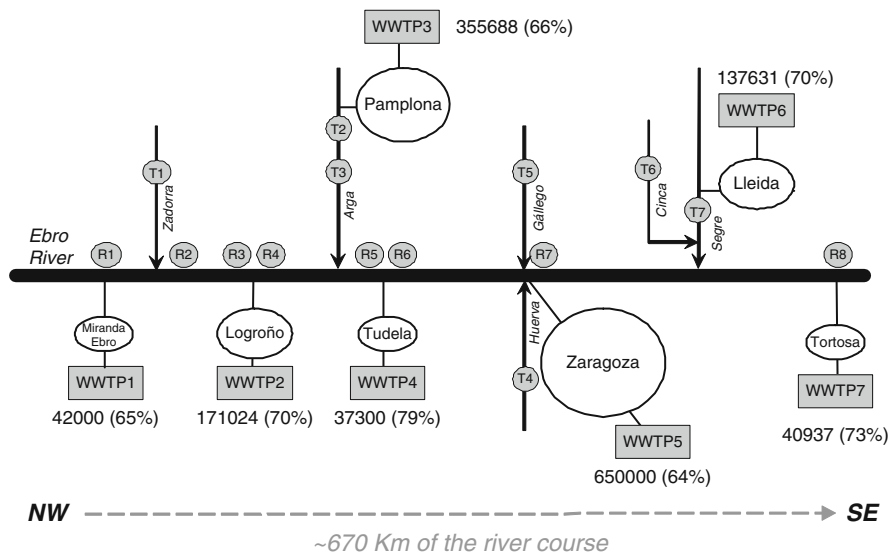 WWTP3 355688 (66%)
Pamplona
137631 (70%)
WWTP6
Lleida
T1
Zadorra
T2
T3
Arga
T5
Gállego
T6
Cinca
T7
Segre
Ebro
River
R1
R2
R3
R4
R5
R6
R7
R8
Miranda
Ebro
Logroño
Tudela
Huerva
T4
Zaragoza
Tortosa
WWTP1
42000 (65%)
WWTP2
171024 (70%)
WWTP4
37300 (79%)
WWTP5
650000 (64%)
WWTP7
40937 (73%)
NW
SE
~670 Km of the river course